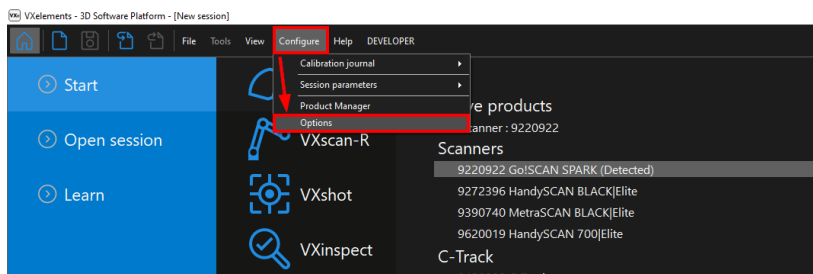 VXelements - 3D Software Platform - [New session]
File Tools View Configure Help DEVELOPER
Calibration journal
Session parameters
Product Manager
Options
Start
Open session
Learn
VXscan-R
VXshot
VXinspect
ve products
canner : 9220922
Scanners
9220922 Go!SCAN SPARK (Detected)
9272396 HandySCAN BLACK|Elite
9390740 MetraSCAN BLACK|Elite
9620019 HandySCAN 700|Elite
C-Track